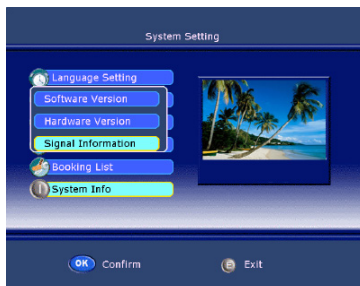 System Setting
Language Setting
Software Version
Hardware Version
Signal Information
Booking List
System Info
OK Confirm
Exit